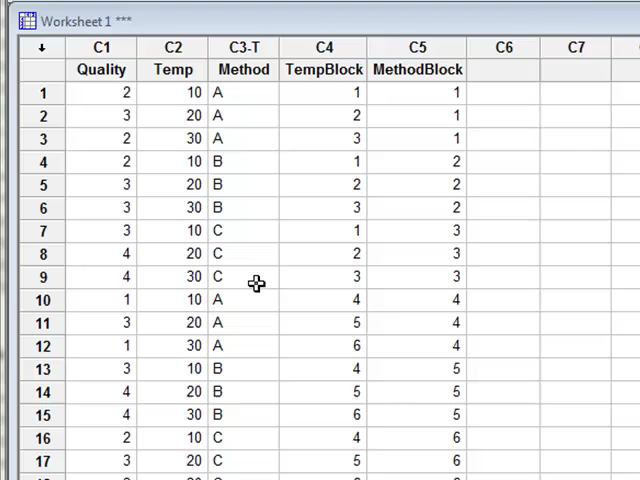 Worksheet 1 ***
↓ C1 C2 C3-T C4 C5 C6 C7
Quality Temp Method TempBlock MethodBlock
1 2 10 A 1 1
2 3 20 A 2 1
3 2 30 A 3 1
4 2 10 B 1 2
5 3 20 B 2 2
6 3 30 B 3 2
7 3 10 C 1 3
8 4 20 C 2 3
9 4 30 C 3 3
10 1 10 A 4 4
11 3 20 A 5 4
12 1 30 A 6 4
13 3 10 B 4 5
14 4 20 B 5 5
15 4 30 B 6 5
16 2 10 C 4 6
17 3 20 C 5 6